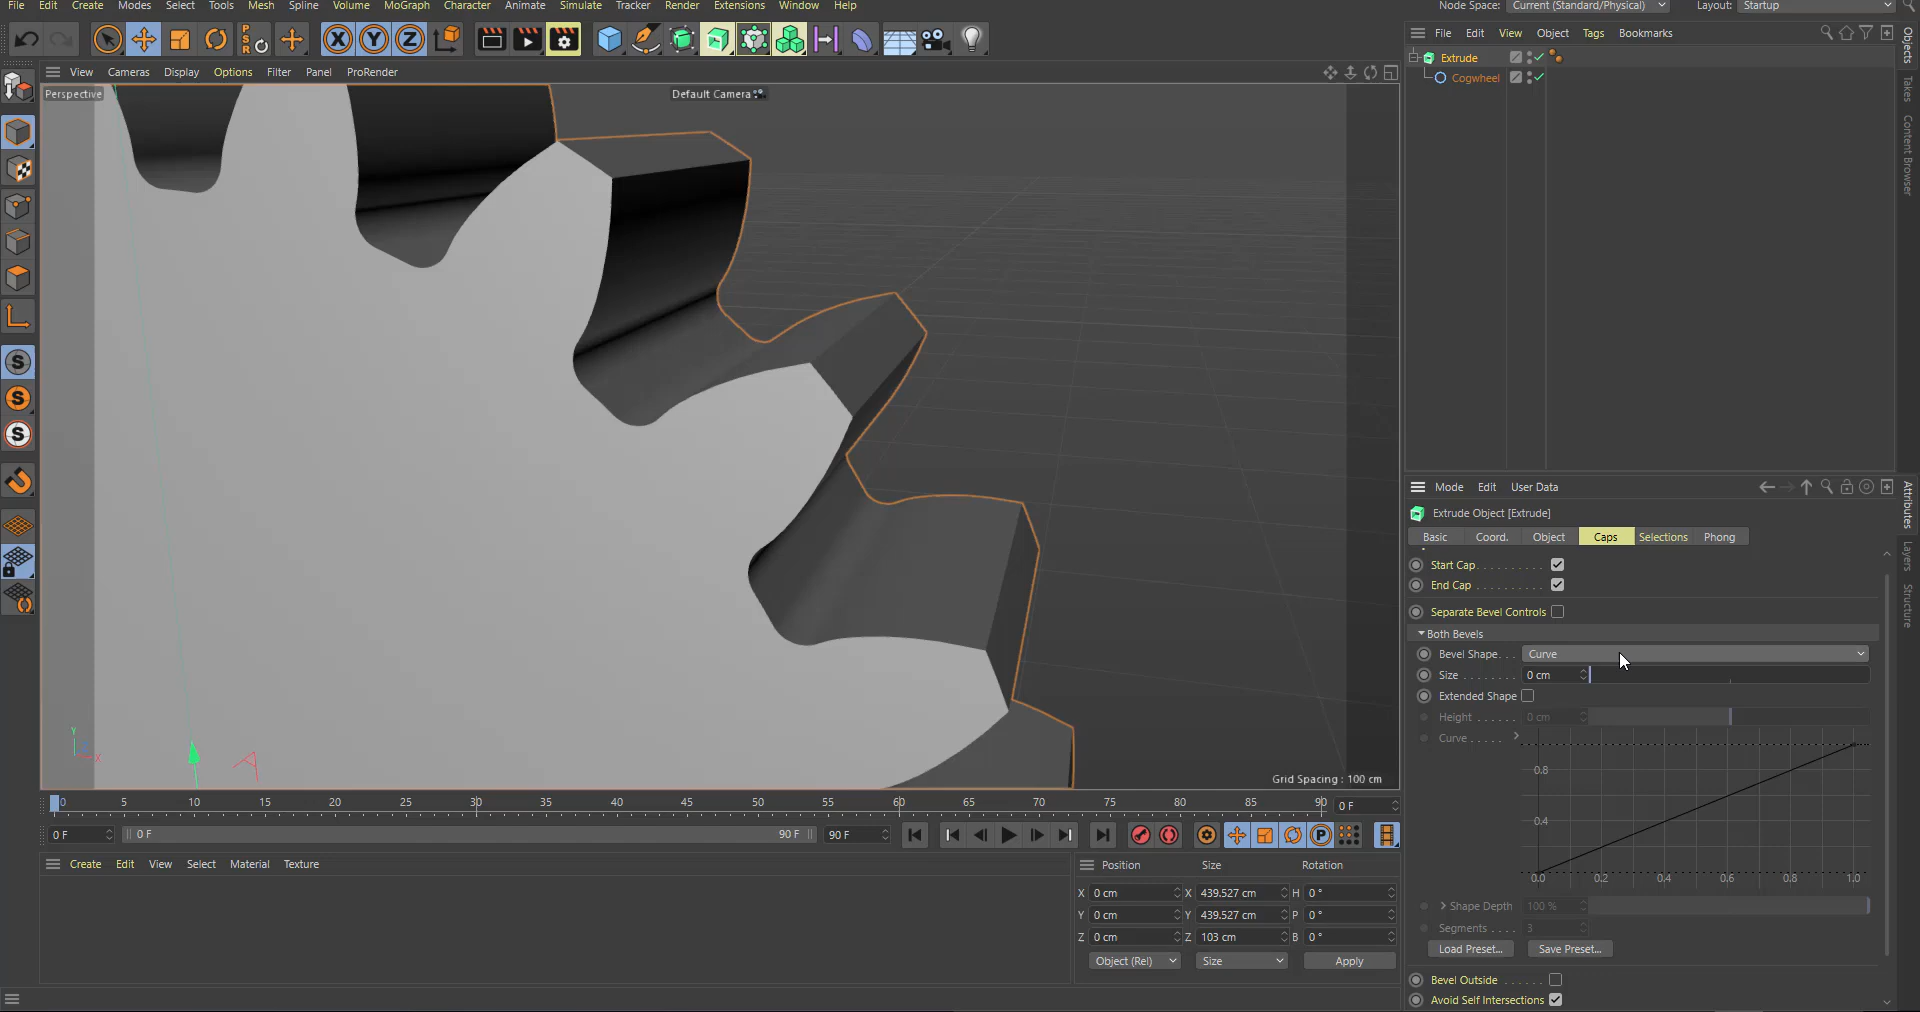 File Edit Create Modes Select Tools Mesh Spline Volume MoGraph Character Animate Simulate Tracker Render Extensions Window Help Node Space: Current (Standard/Physical) Layout: Startup
PSR X Y Z
File Edit View Object Tags Bookmarks
Extrude
Cogwheel
View Cameras Display Options Filter Panel ProRender
Perspective
Default Camera
S
S
S
Y
X
Grid Spacing : 100 cm
Objects
Takes
Content Browser
Mode Edit User Data
Extrude Object [Extrude]
Basic Coord. Object Caps Selections Phong
Start Cap
End Cap
Separate Bevel Controls
Both Bevels
Bevel Shape Curve
Size 0 cm
Extended Shape
Height 0 cm
Curve
0.8
0.4
0.0 0.2 0.4 0.6 0.8 1.0
Shape Depth 100 %
Segments 3
Load Preset... Save Preset...
Bevel Outside
Avoid Self Intersections
Attributes
Layers
Structure
0 5 10 15 20 25 30 35 40 45 50 55 60 65 70 75 80 85 90 0 F
0 F 0 F 90 F 90 F P
Create Edit View Select Material Texture
Position Size Rotation
X 0 cm X 439.527 cm H 0 °
Y 0 cm Y 439.527 cm P 0 °
Z 0 cm Z 103 cm B 0 °
Object (Rel) Size Apply